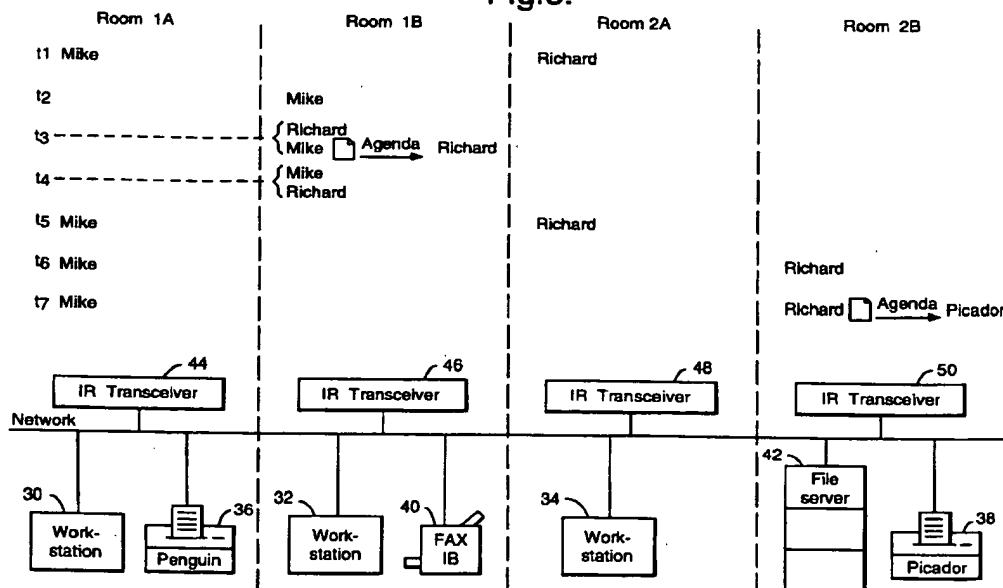 Room 1A Room 1B Room 2A Room 2B
t1 Mike Richard
t2 Mike
t3 Richard
Mike Agenda Richard
t4 Mike
Richard
t5 Mike Richard
t6 Mike Richard
t7 Mike Richard Agenda Picador
44 46 48 50
IR Transceiver IR Transceiver IR Transceiver IR Transceiver
Network
30 36 32 40 34 42 38
Work-
station
Penguin
Work-
station
FAX
IB
Work-
station
File
server
Picador